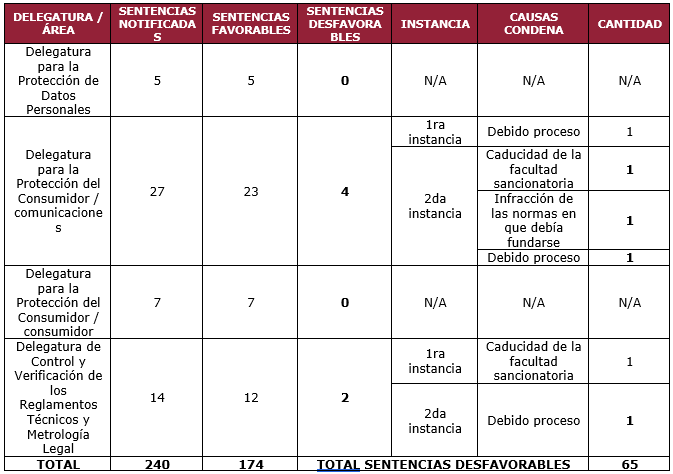 DELEGATURA / ÁREA
SENTENCIAS NOTIFICADA S
SENTENCIAS FAVORABLES
SENTENCIAS DESFAVORA BLES
INSTANCIA
CAUSAS CONDENA
CANTIDAD
Delegatura
para la
Protección de
Datos
Personales
5
5
0
N/A
N/A
N/A
Delegatura
para la
Protección del
Consumidor /
comunicacione
s
27
23
4
1ra
instancia
Debido proceso
1
2da
instancia
Caducidad de la
facultad
sancionatoria
1
Infracción de
las normas en
que debía
fundarse
1
Debido proceso
1
Delegatura
para la
Protección del
Consumidor /
consumidor
7
7
0
N/A
N/A
N/A
Delegatura de
Control y
Verificación de
los
Reglamentos
Técnicos y
Metrología
Legal
14
12
2
1ra
instancia
Caducidad de la
facultad
sancionatoria
1
2da
instancia
Debido proceso
1
TOTAL
240
174
TOTAL SENTENCIAS DESFAVORABLES
65